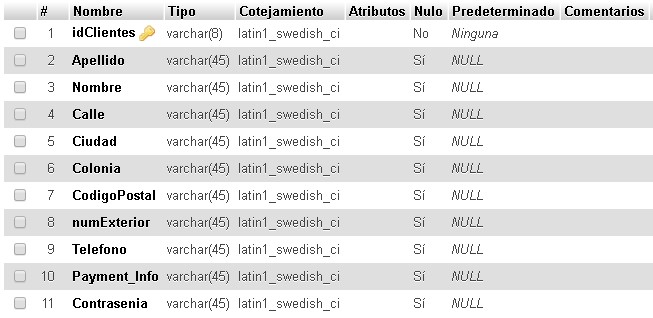 # Nombre Tipo Cotejamiento Atributos Nulo Predeterminado Comentarios
1 idClientes varchar(8) latin1_swedish_ci No Ninguna
2 Apellido varchar(45) latin1_swedish_ci Sí NULL
3 Nombre varchar(45) latin1_swedish_ci Sí NULL
4 Calle varchar(45) latin1_swedish_ci Sí NULL
5 Ciudad varchar(45) latin1_swedish_ci Sí NULL
6 Colonia varchar(45) latin1_swedish_ci Sí NULL
7 CodigoPostal varchar(45) latin1_swedish_ci Sí NULL
8 numExterior varchar(45) latin1_swedish_ci Sí NULL
9 Telefono varchar(45) latin1_swedish_ci Sí NULL
10 Payment_Info varchar(45) latin1_swedish_ci Sí NULL
11 Contrasenia varchar(45) latin1_swedish_ci Sí NULL